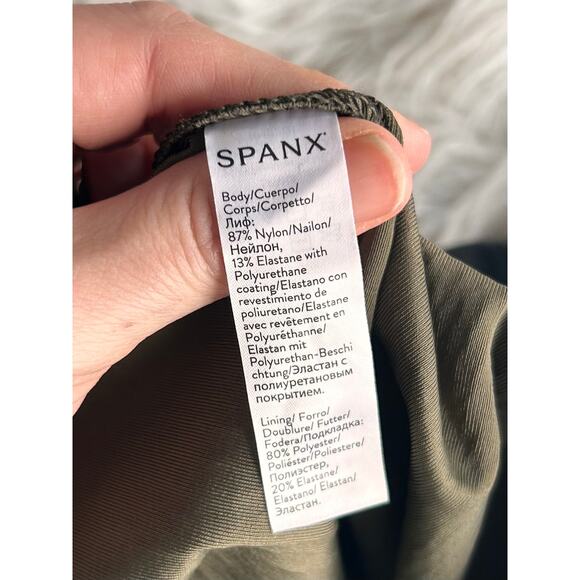 SPANX®
Body/Cuerpo/
Corps/Corpetto/
Лиф:
87% Nylon/Nailon/
Нейлон,
13% Elastane with
Polyurethane
coating/Elastano con
revestimiento de
poliuretano/Elastane
avec revêtement en
Polyuréthanne/
Elastan mit
Polyurethan-Beschi
chtung/Эластан с
полиуретановым
покрытием.
Lining/ Forro/
Doublure/ Futter/
Fodera/Подкладка:
80% Polyester/
Poliéster/Poliestere/
Полиэстер,
20% Elastane/
Elastano/ Elastan/
Эластан.